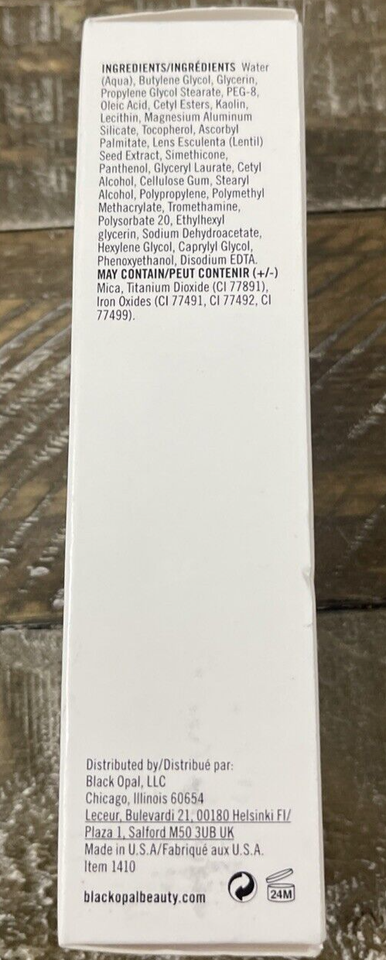 INGREDIENTS/INGRÉDIENTS Water
(Aqua), Butylene Glycol, Glycerin,
Propylene Glycol Stearate, PEG-8,
Oleic Acid, Cetyl Esters, Kaolin,
Lecithin, Magnesium Aluminum
Silicate, Tocopherol, Ascorbyl
Palmitate, Lens Esculenta (Lentil)
Seed Extract, Simethicone,
Panthenol, Glyceryl Laurate, Cetyl
Alcohol, Cellulose Gum, Stearyl
Alcohol, Polypropylene, Polymethyl
Methacrylate, Tromethamine,
Polysorbate 20, Ethylhexyl
glycerin, Sodium Dehydroacetate,
Hexylene Glycol, Caprylyl Glycol,
Phenoxyethanol, Disodium EDTA.
MAY CONTAIN/PEUT CONTENIR (+/-)
Mica, Titanium Dioxide (CI 77891),
Iron Oxides (CI 77491, CI 77492, CI
77499).
Distributed by/Distribué par:
Black Opal, LLC
Chicago, Illinois 60654
Leceur, Bulevardi 21, 00180 Helsinki FI/
Plaza 1, Salford M50 3UB UK
Made in U.S.A/Fabriqué aux U.S.A.
Item 1410
blackopalbeauty.com
24M